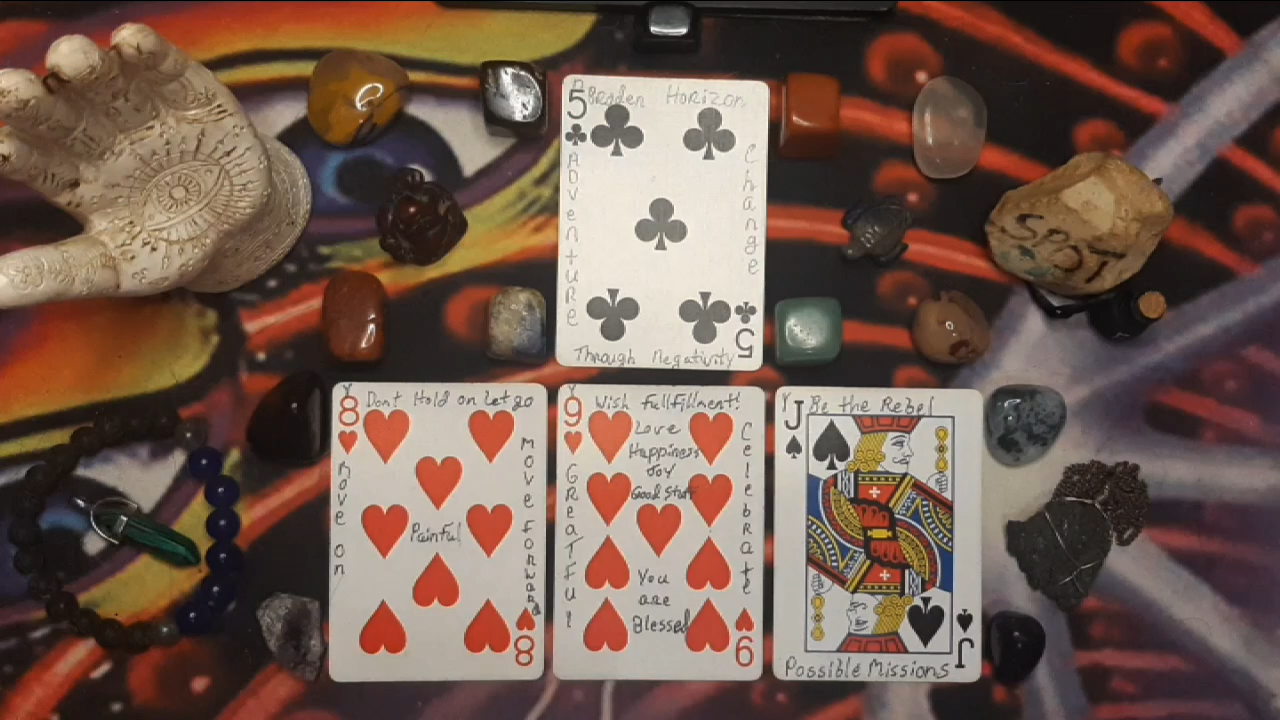 5
Broden Horizon
Adventure
Change
Through Negativity
5
SPOT
Y
8
Dont Hold on Let go
Move on
Painful
Move Forward
8
Y
9
Wish Fullfillment!
Love
Happiness
Joy
Good Stuff
Greatful
Celebrate
You
are
Blessed
9
Y
J
Be the Rebel
Possible Missions
J